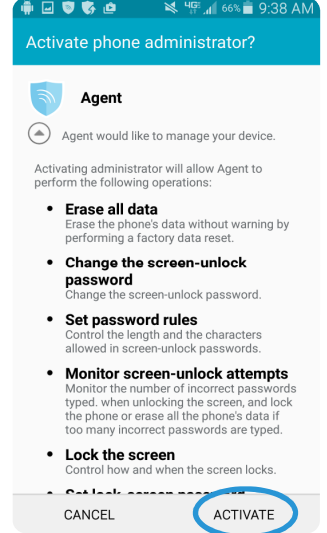 4G 66% 9:38 AM
Activate phone administrator?
Agent
Agent would like to manage your device.
Activating administrator will allow Agent to
perform the following operations:
• Erase all data
Erase the phone's data without warning by
performing a factory data reset.
• Change the screen-unlock
password
Change the screen-unlock password.
• Set password rules
Control the length and the characters
allowed in screen-unlock passwords.
• Monitor screen-unlock attempts
Monitor the number of incorrect passwords
typed. when unlocking the screen, and lock
the phone or erase all the phone's data if
too many incorrect passwords are typed.
• Lock the screen
Control how and when the screen locks.
• Set lock-screen password
CANCEL ACTIVATE